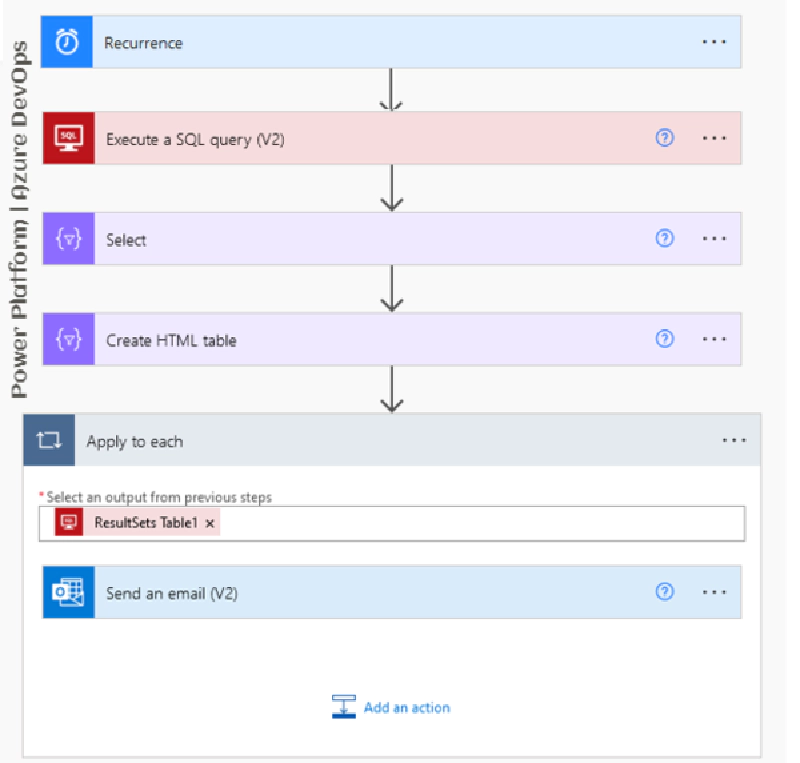 Power Platform | Azure DevOps
Recurrence
SQL
Execute a SQL query (V2)
Select
Create HTML table
Apply to each
* Select an output from previous steps
ResultSets Table1 ×
Send an email (V2)
Add an action